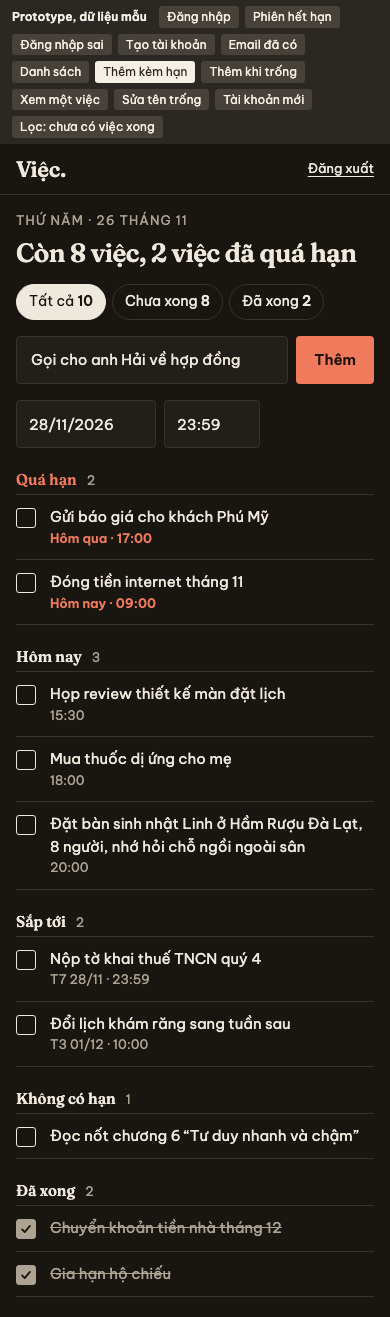 Prototype, dữ liệu mẫu Đăng nhập Phiên hết hạn
Đăng nhập sai Tạo tài khoản Email đã có
Danh sách Thêm kèm hạn Thêm khi trống
Xem một việc Sửa tên trống Tài khoản mới
Lọc: chưa có việc xong
Việc. Đăng xuất
THỨ NĂM · 26 THÁNG 11
Còn 8 việc, 2 việc đã quá hạn
Tất cả 10 Chưa xong 8 Đã xong 2
Gọi cho anh Hải về hợp đồng Thêm
28/11/2026 23:59
Quá hạn 2
Gửi báo giá cho khách Phú Mỹ
Hôm qua · 17:00
Đóng tiền internet tháng 11
Hôm nay · 09:00
Hôm nay 3
Họp review thiết kế màn đặt lịch
15:30
Mua thuốc dị ứng cho mẹ
18:00
Đặt bàn sinh nhật Linh ở Hầm Rượu Đà Lạt,
8 người, nhớ hỏi chỗ ngồi ngoài sân
20:00
Sắp tới 2
Nộp tờ khai thuế TNCN quý 4
T7 28/11 · 23:59
Đổi lịch khám răng sang tuần sau
T3 01/12 · 10:00
Không có hạn 1
Đọc nốt chương 6 “Tư duy nhanh và chậm”
Đã xong 2
Chuyển khoản tiền nhà tháng 12
Gia hạn hộ chiếu